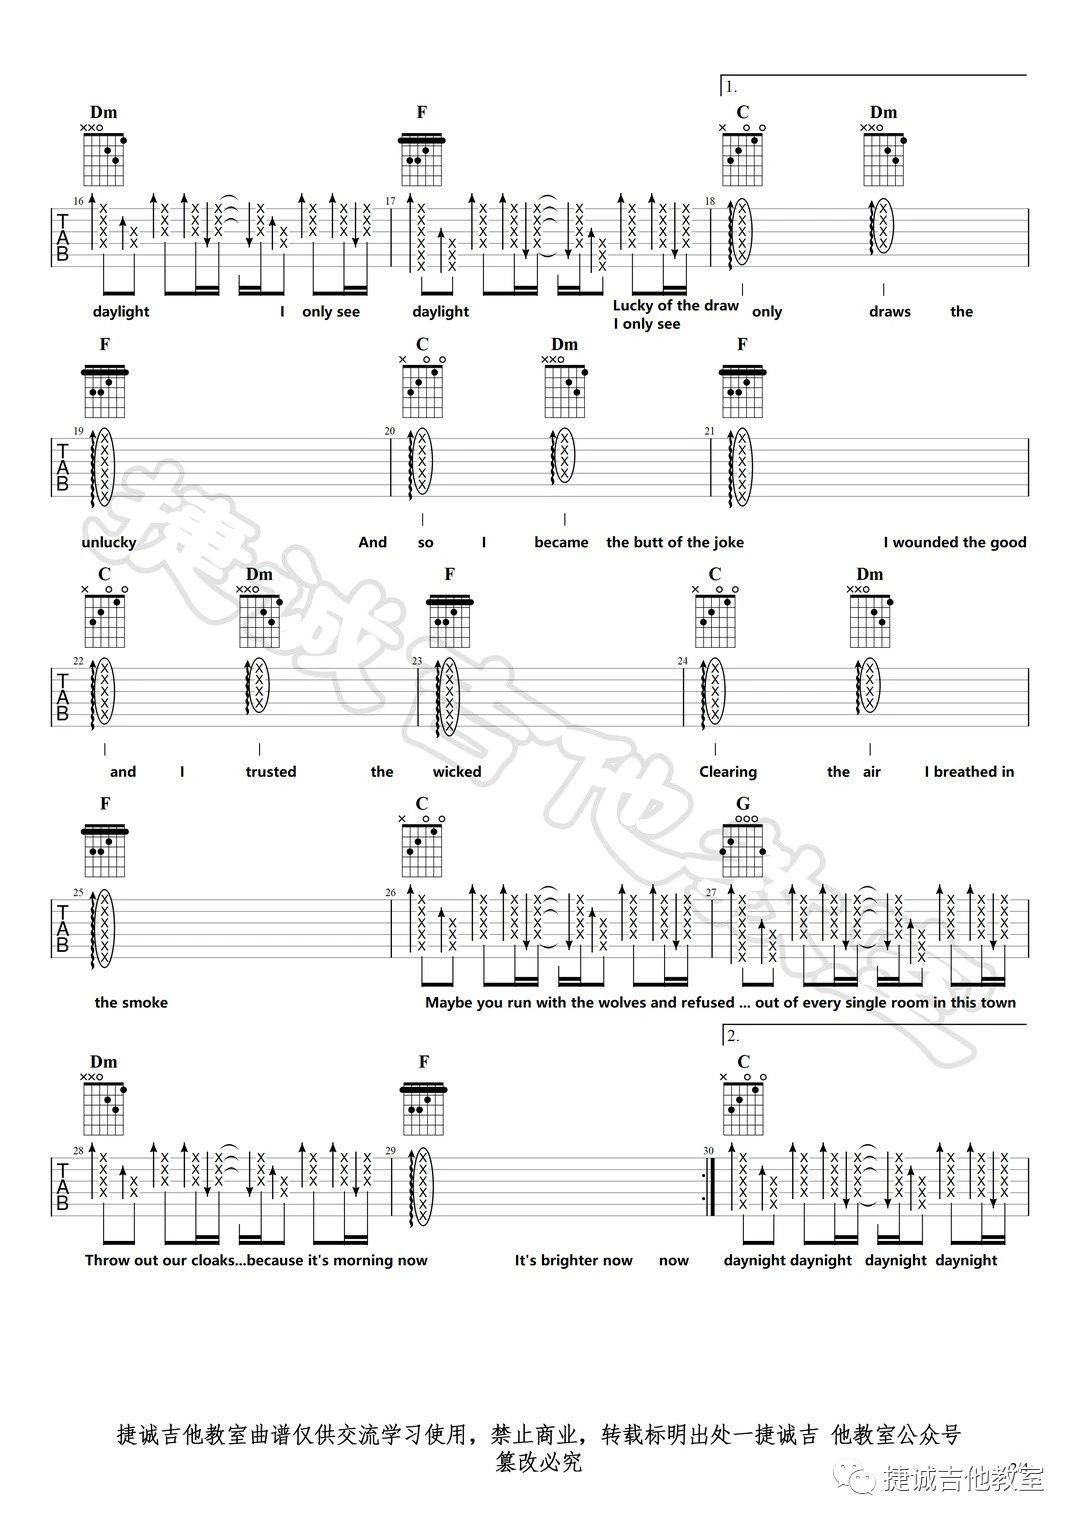 1.
Dm F C Dm
16 17 18
TAB
daylight I only see daylight Lucky of the draw only draws the
I only see
F C Dm F
19 20 21
TAB
unlucky And so I became the butt of the joke I wounded the good
C Dm F C Dm
22 23 24
TAB
and I trusted the wicked Clearing the air I breathed in
F C G
25 26 27
TAB
the smoke Maybe you run with the wolves and refused ... out of every single room in this town
2.
Dm F C
28 29 30
TAB
Throw out our cloaks...because it's morning now It's brighter now now daynight daynight daynight daynight
捷诚吉他教室曲谱仅供交流学习使用，禁止商业，转载标明出处一捷诚吉 他教室公众号
篡改必究
捷诚吉他教室
捷诚吉他教室